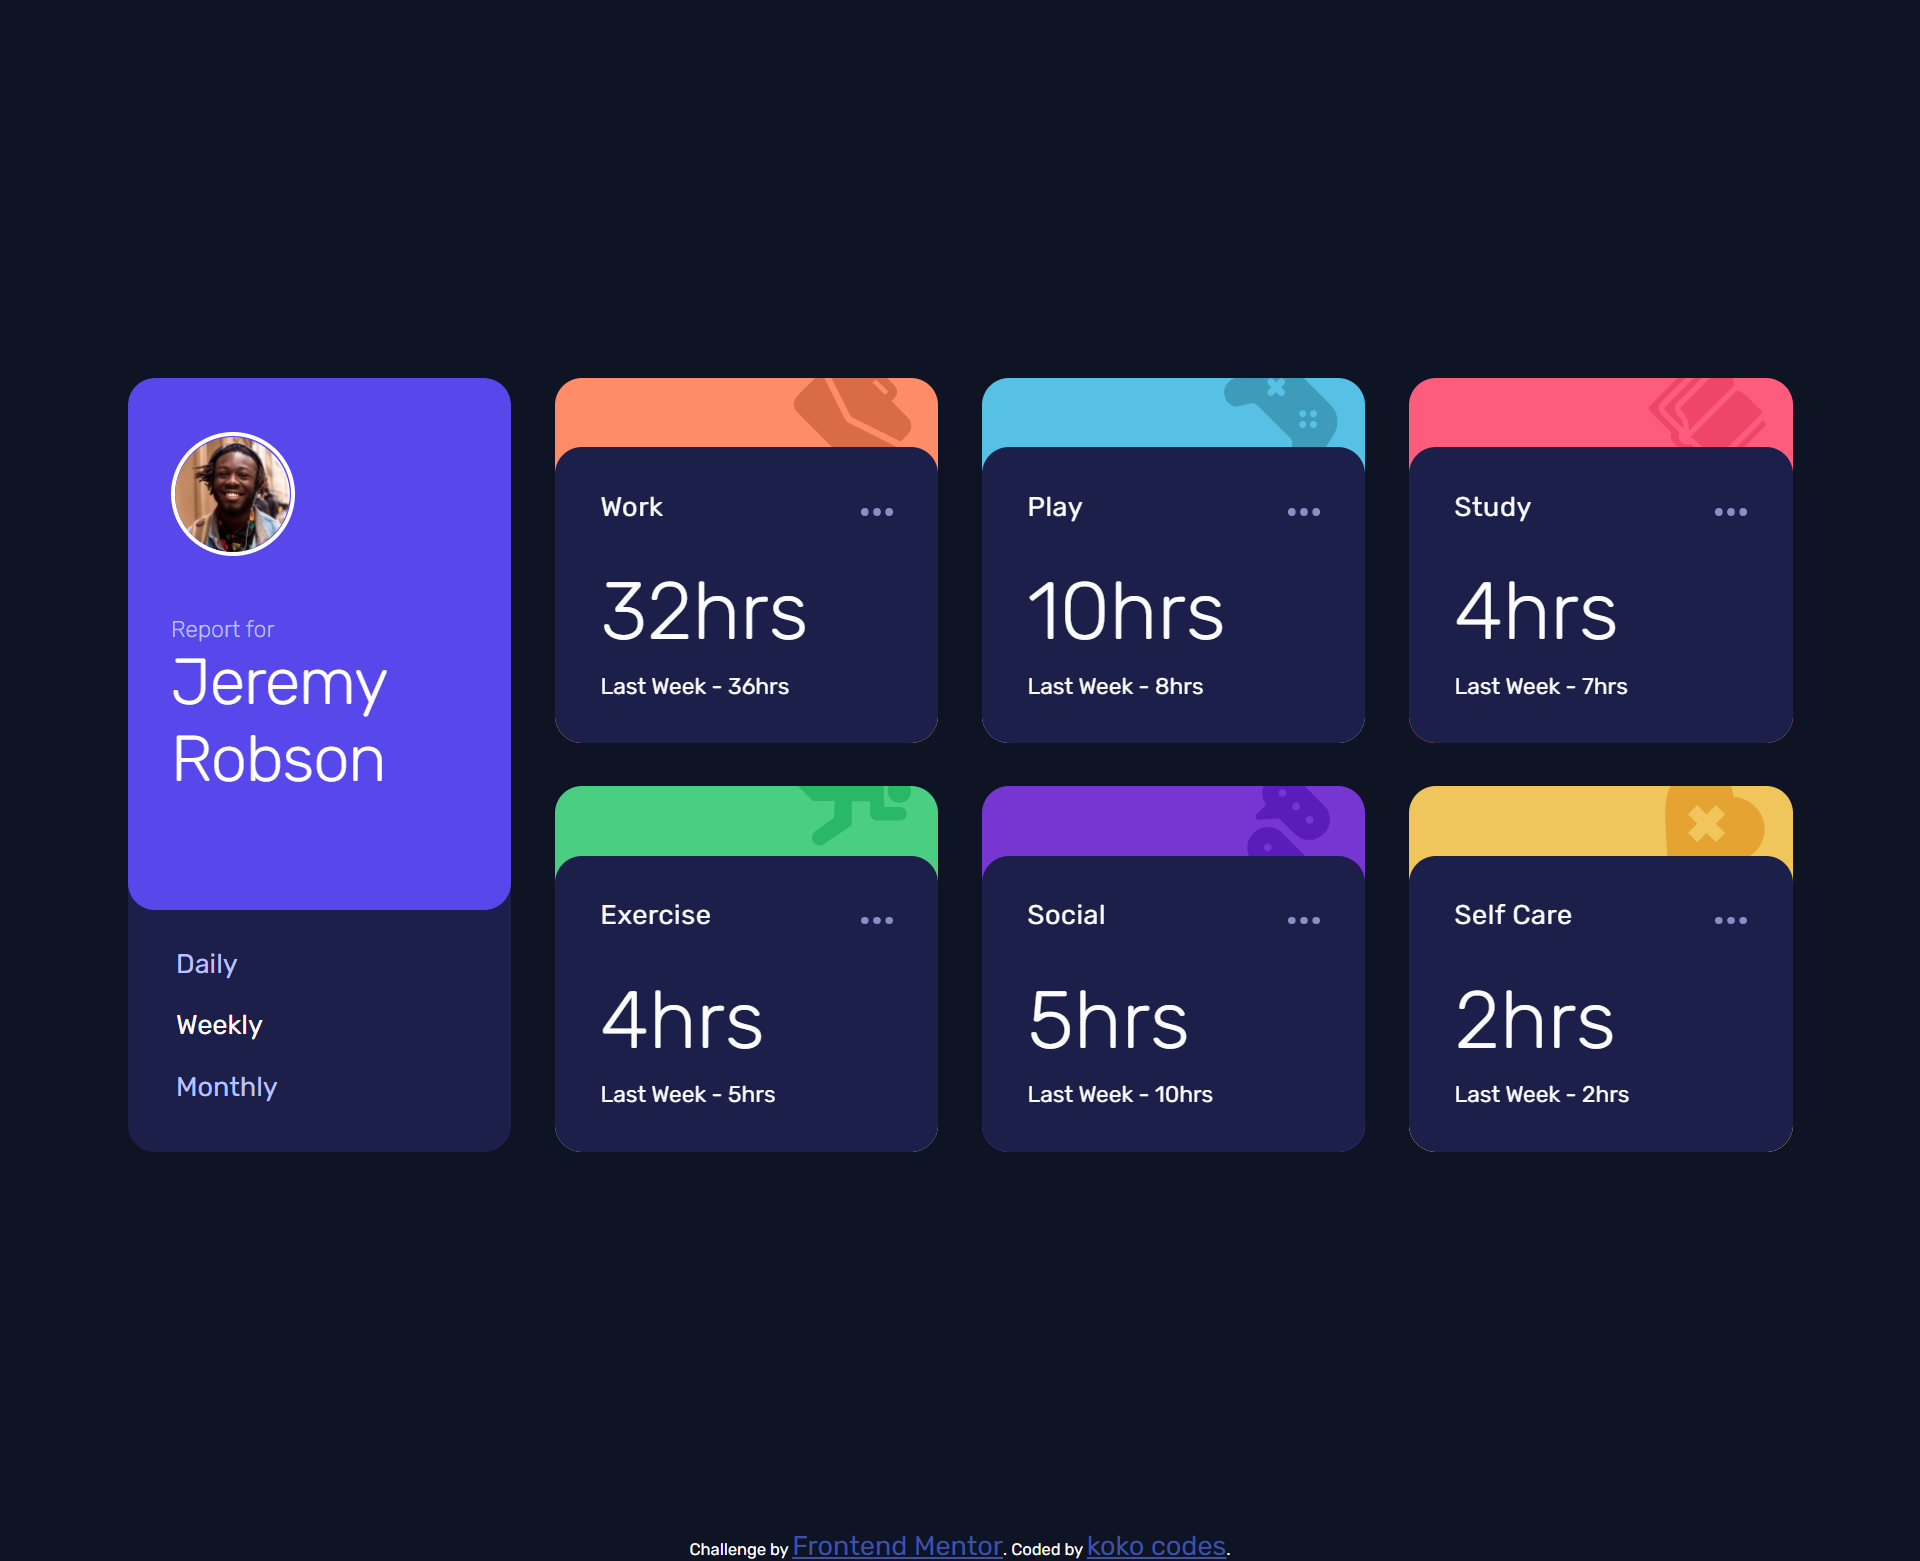 Report for
Jeremy
Robson
Daily
Weekly
Monthly
Work
32hrs
Last Week - 36hrs
Play
10hrs
Last Week - 8hrs
Study
4hrs
Last Week - 7hrs
Exercise
4hrs
Last Week - 5hrs
Social
5hrs
Last Week - 10hrs
Self Care
2hrs
Last Week - 2hrs
Challenge by Frontend Mentor. Coded by koko codes.